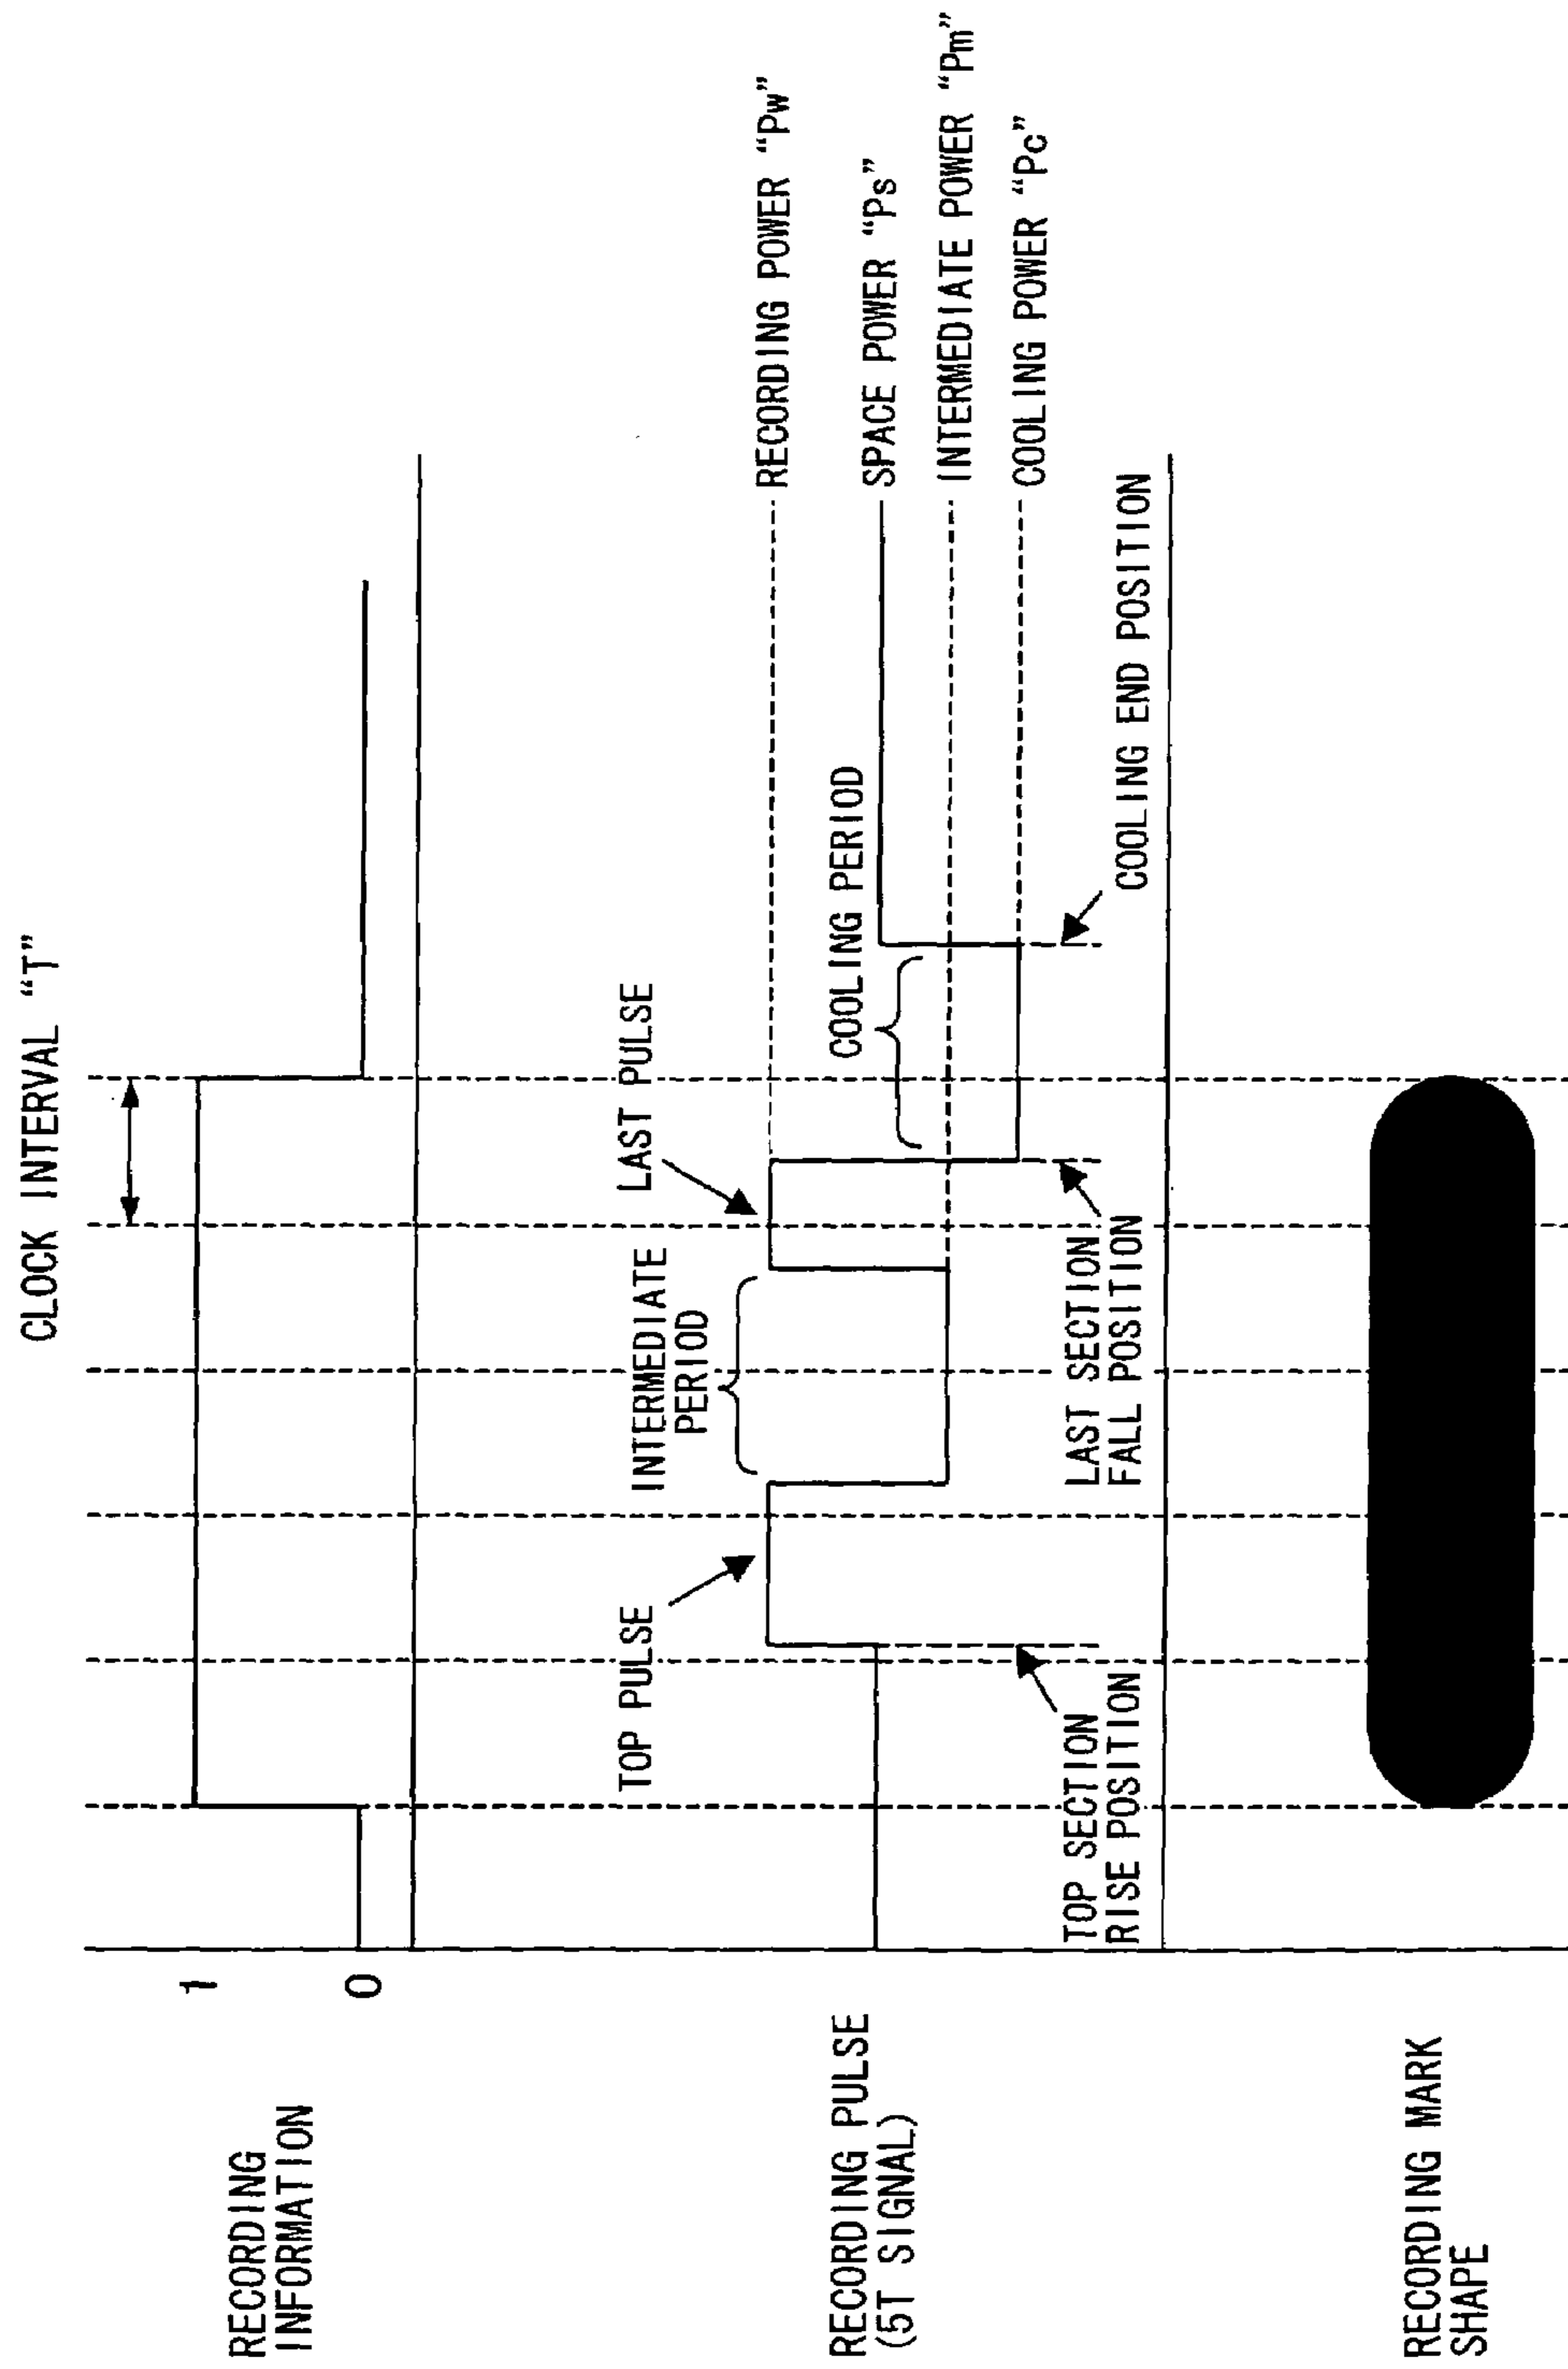 CLOCK INTERVAL “T”
RECORDING
INFORMATION
1
0
RECORDING PULSE
(5T SIGNAL)
TOP PULSE
INTERMEDIATE
PERIOD
LAST PULSE
COOLING PERIOD
RECORDING POWER “Pw”
SPACE POWER “Ps”
INTERMEDIATE POWER “Pm”
COOLING POWER “Pc”
TOP SECTION
RISE POSITION
LAST SECTION
FALL POSITION
COOLING END POSITION
RECORDING MARK
SHAPE